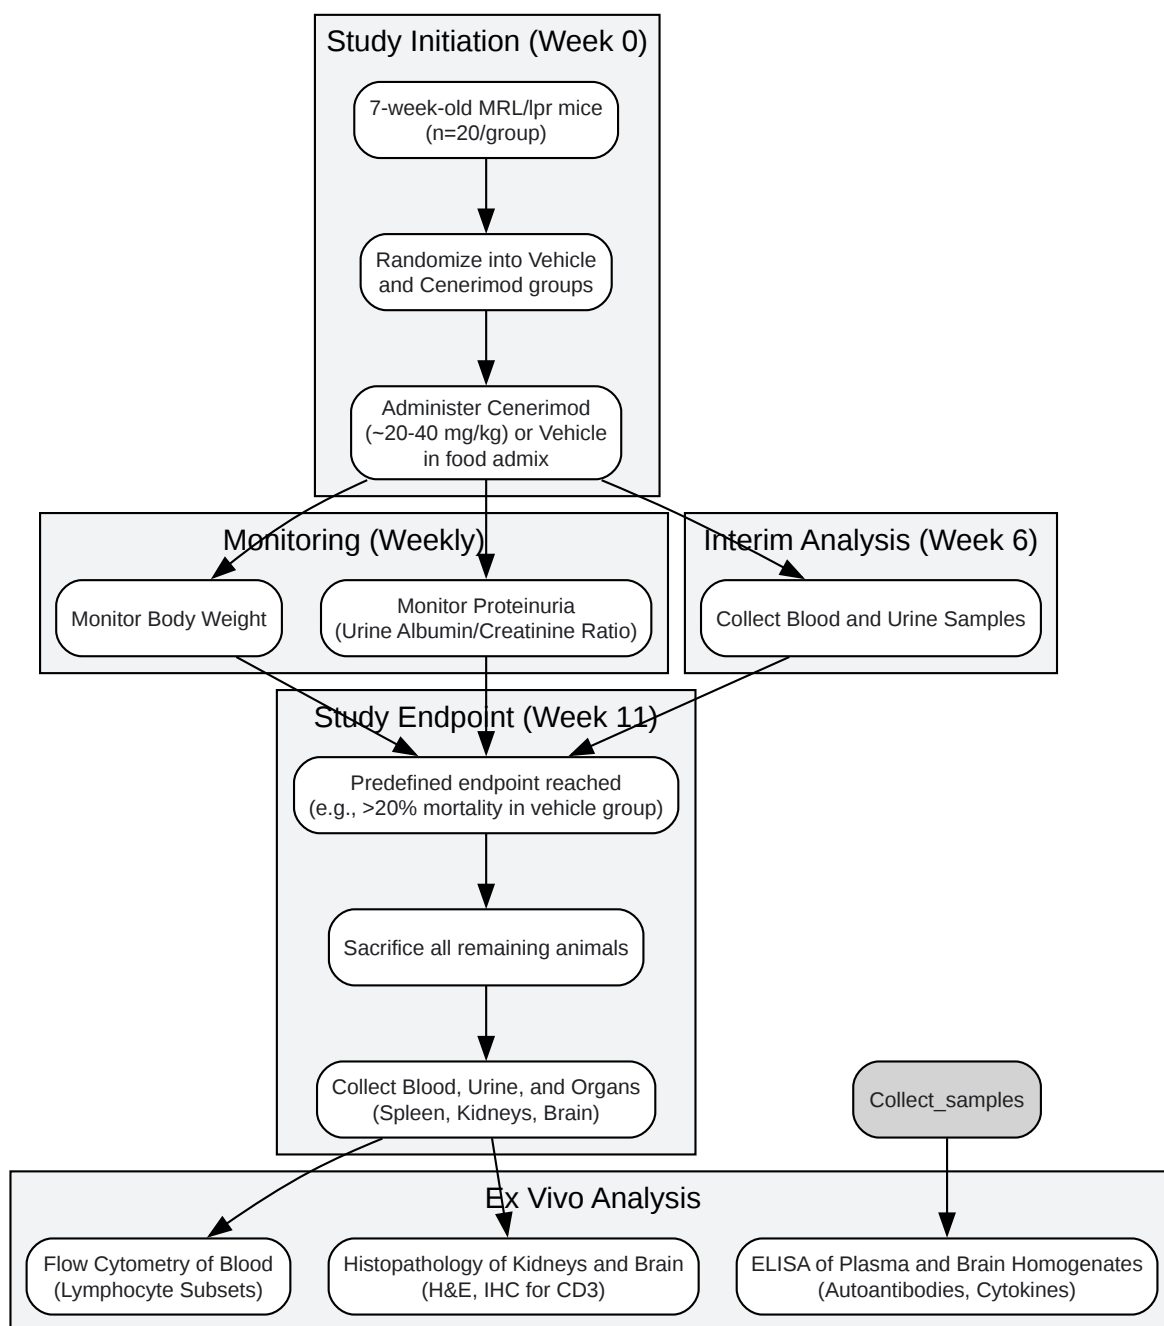 Study Initiation (Week 0)
7-week-old MRL/lpr mice
(n=20/group)
Randomize into Vehicle
and Cenerimod groups
Administer Cenerimod
(~20-40 mg/kg) or Vehicle
in food admix
Monitoring (Weekly)
Monitor Body Weight
Monitor Proteinuria
(Urine Albumin/Creatinine Ratio)
Interim Analysis (Week 6)
Collect Blood and Urine Samples
Study Endpoint (Week 11)
Predefined endpoint reached
(e.g., >20% mortality in vehicle group)
Sacrifice all remaining animals
Collect Blood, Urine, and Organs
(Spleen, Kidneys, Brain)
Collect_samples
Ex Vivo Analysis
Flow Cytometry of Blood
(Lymphocyte Subsets)
Histopathology of Kidneys and Brain
(H&E, IHC for CD3)
ELISA of Plasma and Brain Homogenates
(Autoantibodies, Cytokines)